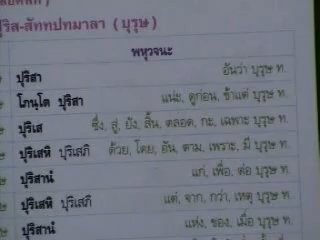 ปุริส-สัททปทมาลา ( บุรุษ )
พหุวจนะ
ปุริสา อันว่า บุรุษ ท.
โภนฺโต ปุริสา แน่ะ, ดูก่อน, ข้าแต่ บุรุษ ท.
ปุริเส ซึ่ง, สู่, ยัง, สิ้น, ตลอด, กะ, เฉพาะ บุรุษ ท.
ปุริเสหิ ปุริเสภิ ด้วย, โดย, อัน, ตาม, เพราะ, มี บุรุษ ท.
ปุริสานํ แก่, เพื่อ, ต่อ บุรุษ ท.
ปุริเสหิ ปุริเสภิ แต่, จาก, กว่า, เหตุ บุรุษ ท.
ปุริสานํ แห่ง, ของ, เมื่อ บุรุษ ท.